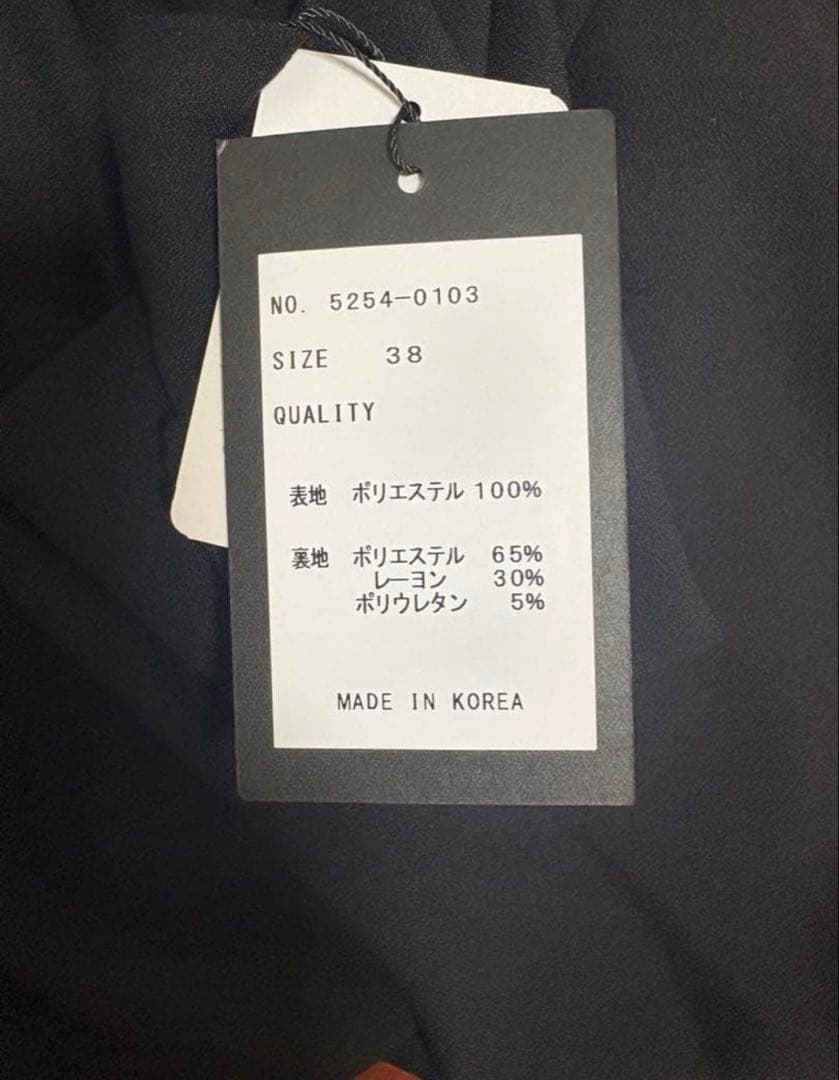 NO. 5254-0103
SIZE 38
QUALITY
表地 ポリエステル 100%
裏地 ポリエステル 65%
レーヨン 30%
ポリウレタン 5%
MADE IN KOREA